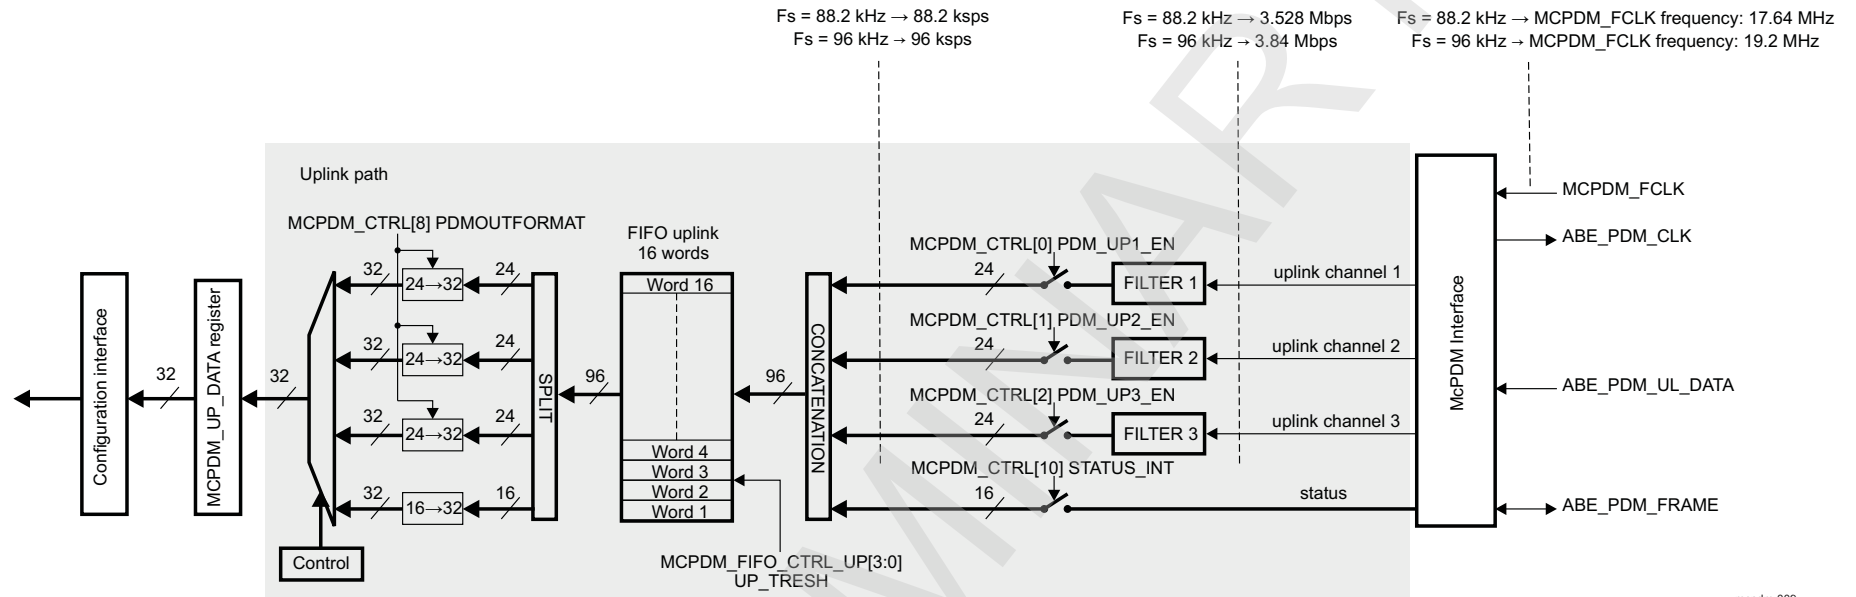 Fs = 88.2 kHz → 88.2 ksps
Fs = 96 kHz → 96 ksps
Fs = 88.2 kHz → 3.528 Mbps
Fs = 96 kHz → 3.84 Mbps
Fs = 88.2 kHz → MCPDM_FCLK frequency: 17.64 MHz
Fs = 96 kHz → MCPDM_FCLK frequency: 19.2 MHz
Uplink path
MCPDM_CTRL[8] PDMOUTFORMAT
FIFO uplink
16 words
Configuration interface
32
MCPDM_UP_DATA register
32
32
24→32
24
32
24→32
24
32
24→32
24
32
16→32
16
Control
SPLIT
96
Word 16
Word 4
Word 3
Word 2
Word 1
MCPDM_FIFO_CTRL_UP[3:0]
UP_TRESH
96
CONCATENATION
MCPDM_CTRL[0] PDM_UP1_EN
24
FILTER 1
uplink channel 1
MCPDM_CTRL[1] PDM_UP2_EN
24
FILTER 2
uplink channel 2
MCPDM_CTRL[2] PDM_UP3_EN
24
FILTER 3
uplink channel 3
MCPDM_CTRL[10] STATUS_INT
16
status
McPDM Interface
MCPDM_FCLK
ABE_PDM_CLK
ABE_PDM_UL_DATA
ABE_PDM_FRAME